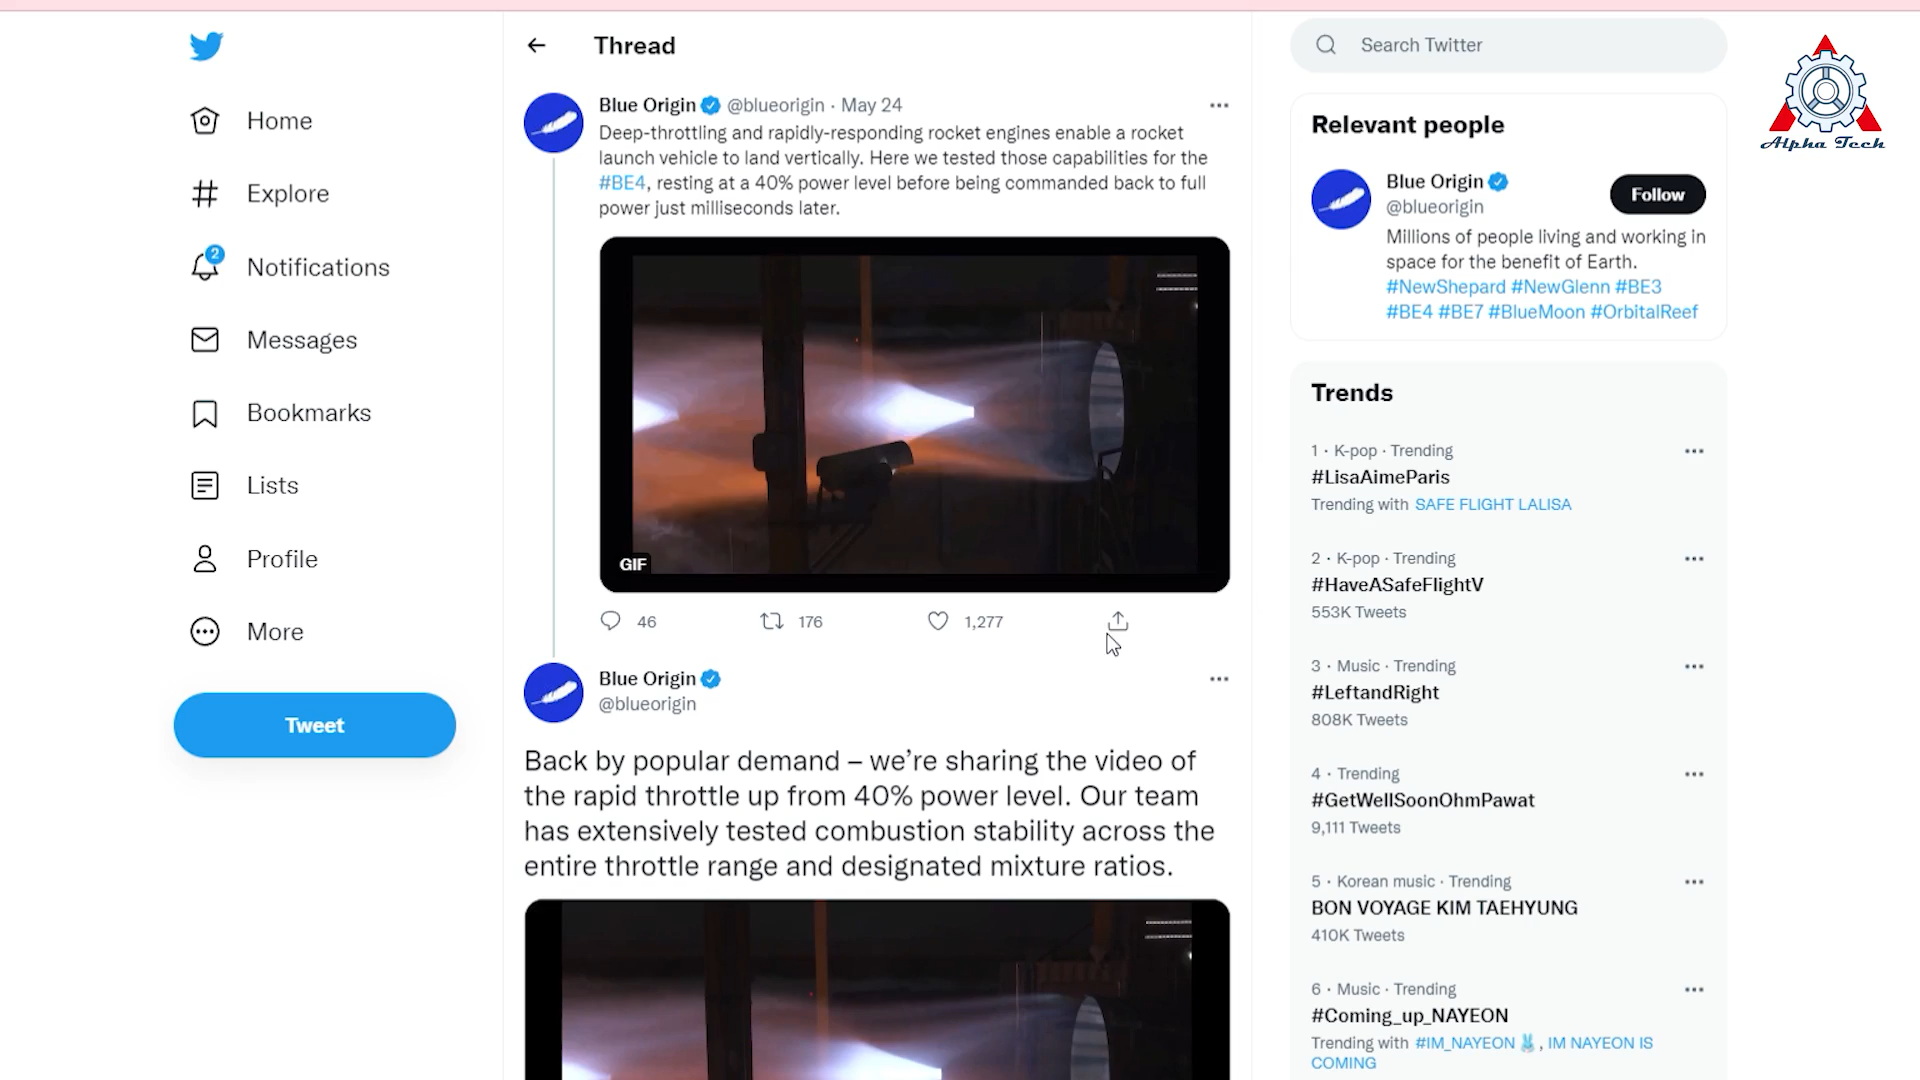 Home
Explore
2
Notifications
Messages
Bookmarks
Lists
Profile
More
Tweet
Thread
Blue Origin @blueorigin · May 24
Deep-throttling and rapidly-responding rocket engines enable a rocket
launch vehicle to land vertically. Here we tested those capabilities for the
#BE4, resting at a 40% power level before being commanded back to full
power just milliseconds later.
GIF
46 176 1,277
Blue Origin
@blueorigin
Back by popular demand – we’re sharing the video of
the rapid throttle up from 40% power level. Our team
has extensively tested combustion stability across the
entire throttle range and designated mixture ratios.
Search Twitter
Relevant people
Blue Origin
@blueorigin
Follow
Millions of people living and working in
space for the benefit of Earth.
#NewShepard #NewGlenn #BE3
#BE4 #BE7 #BlueMoon #OrbitalReef
Trends
1 · K-pop · Trending
#LisaAimeParis
Trending with SAFE FLIGHT LALISA
2 · K-pop · Trending
#HaveASafeFlightV
553K Tweets
3 · Music · Trending
#LeftandRight
808K Tweets
4 · Trending
#GetWellSoonOhmPawat
9,111 Tweets
5 · Korean music · Trending
BON VOYAGE KIM TAEHYUNG
410K Tweets
6 · Music · Trending
#Coming_up_NAYEON
Trending with #IM_NAYEON 🐰, IM NAYEON IS
COMING
Alpha Tech